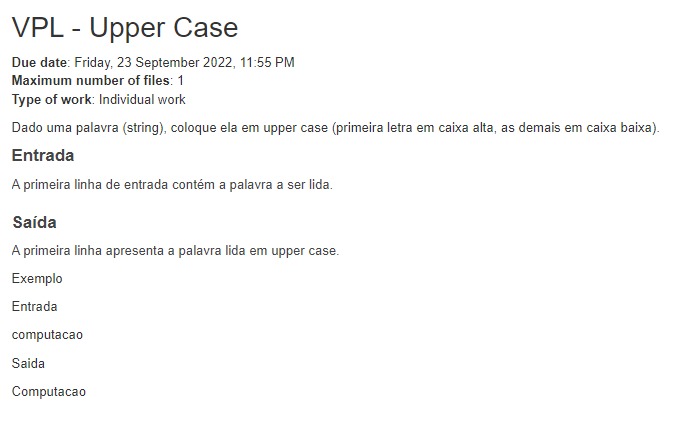 VPL - Upper Case
Due date: Friday, 23 September 2022, 11:55 PM
Maximum number of files: 1
Type of work: Individual work
Dado uma palavra (string), coloque ela em upper case (primeira letra em caixa alta, as demais em caixa baixa).
Entrada
A primeira linha de entrada contém a palavra a ser lida.
Saída
A primeira linha apresenta a palavra lida em upper case.
Exemplo
Entrada
computacao
Saida
Computacao